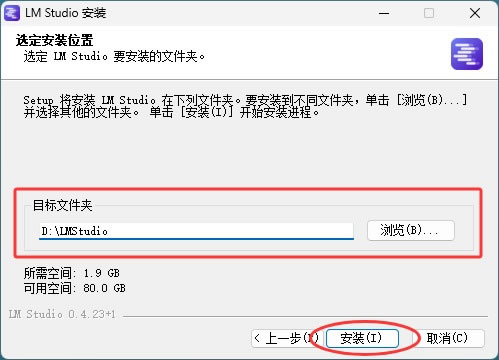 LM Studio 安装
选定安装位置
选定 LM Studio 要安装的文件夹。
Setup 将安装 LM Studio 在下列文件夹。要安装到不同文件夹，单击 [浏览(B)...]
并选择其他的文件夹。 单击 [安装(I)] 开始安装进程。
目标文件夹
D:\LMStudio
浏览(B)...
所需空间: 1.9 GB
可用空间: 80.0 GB
LM Studio 0.4.23+1
< 上一步(P)
安装(I)
取消(C)